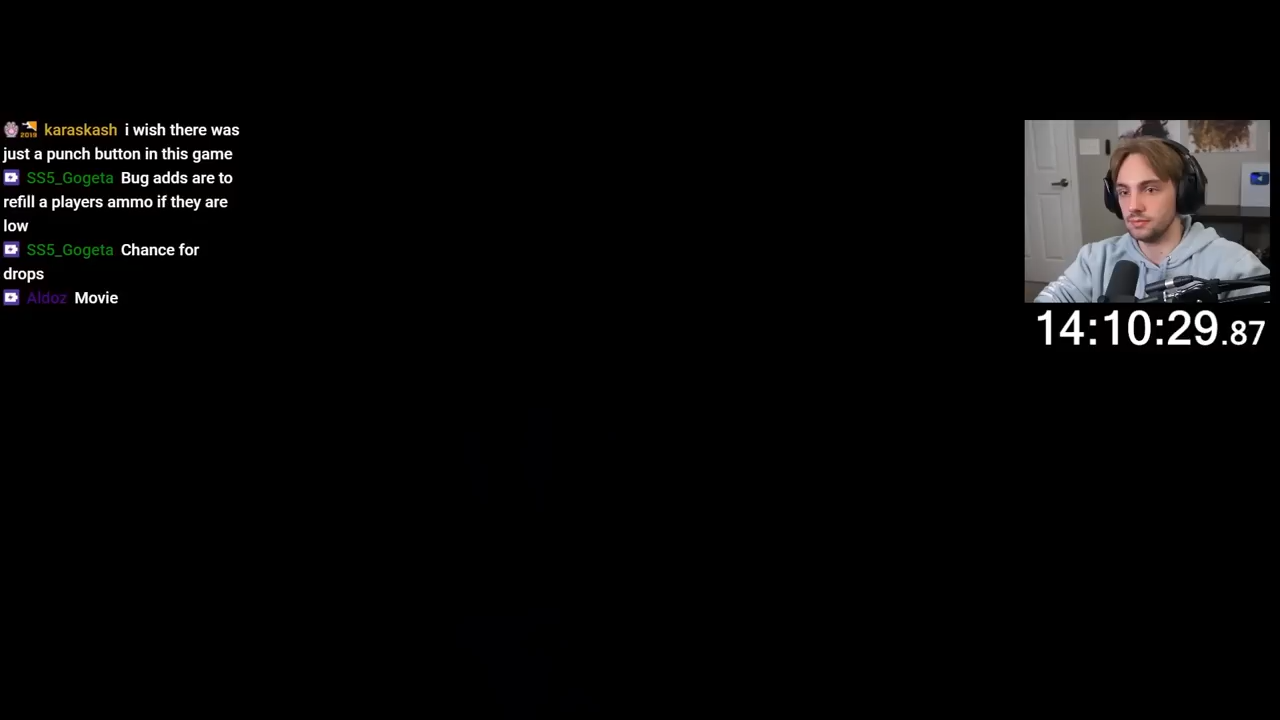 karaskash i wish there was
just a punch button in this game
SS5_Gogeta Bug adds are to
refill a players ammo if they are
low
SS5_Gogeta Chance for
drops
Aldoz Movie
14:10:29.87